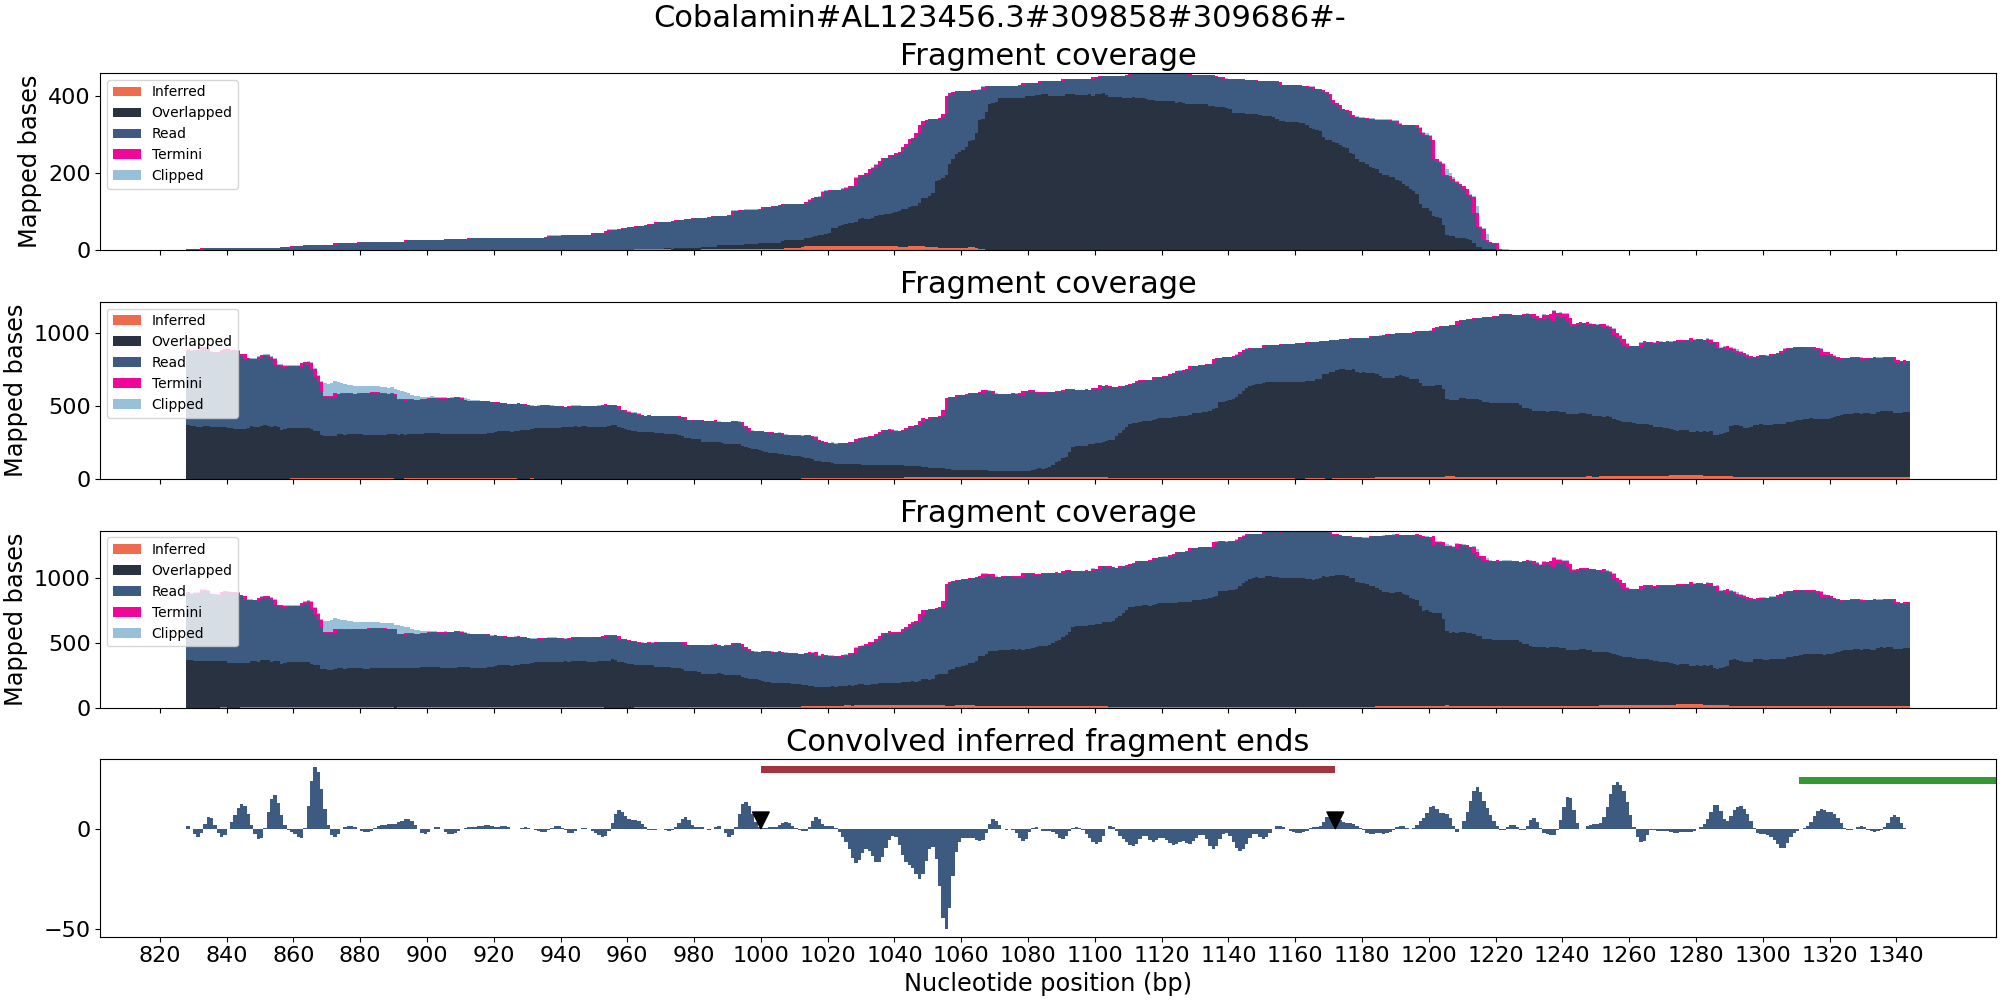 Cobalamin#AL123456.3#309858#309686#-
Fragment coverage
Mapped bases
400
200
0
Inferred
Overlapped
Read
Termini
Clipped
Fragment coverage
Mapped bases
1000
500
0
Inferred
Overlapped
Read
Termini
Clipped
Fragment coverage
Mapped bases
1000
500
0
Inferred
Overlapped
Read
Termini
Clipped
Convolved inferred fragment ends
0
−50
820 840 860 880 900 920 940 960 980 1000 1020 1040 1060 1080 1100 1120 1140 1160 1180 1200 1220 1240 1260 1280 1300 1320 1340
Nucleotide position (bp)